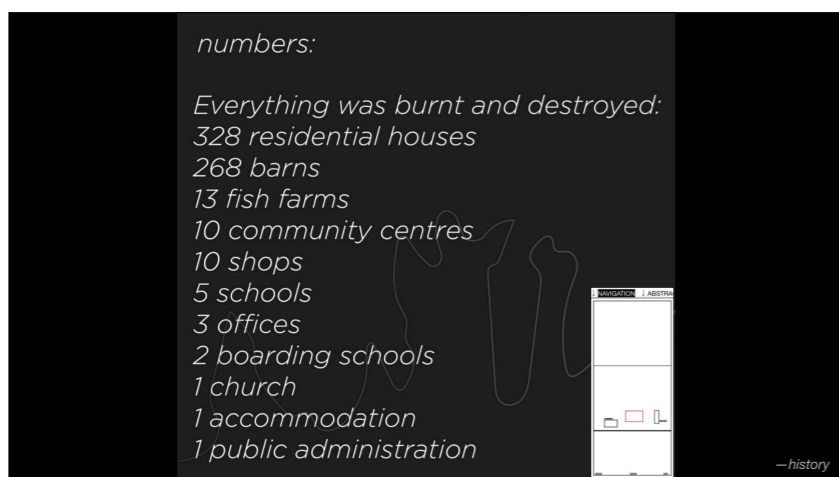 numbers:
Everything was burnt and destroyed:
328 residential houses
268 barns
13 fish farms
10 community centres
10 shops
5 schools
3 offices
2 boarding schools
1 church
1 accommodation
1 public administration
NAVIGATION ABSTRA
—history